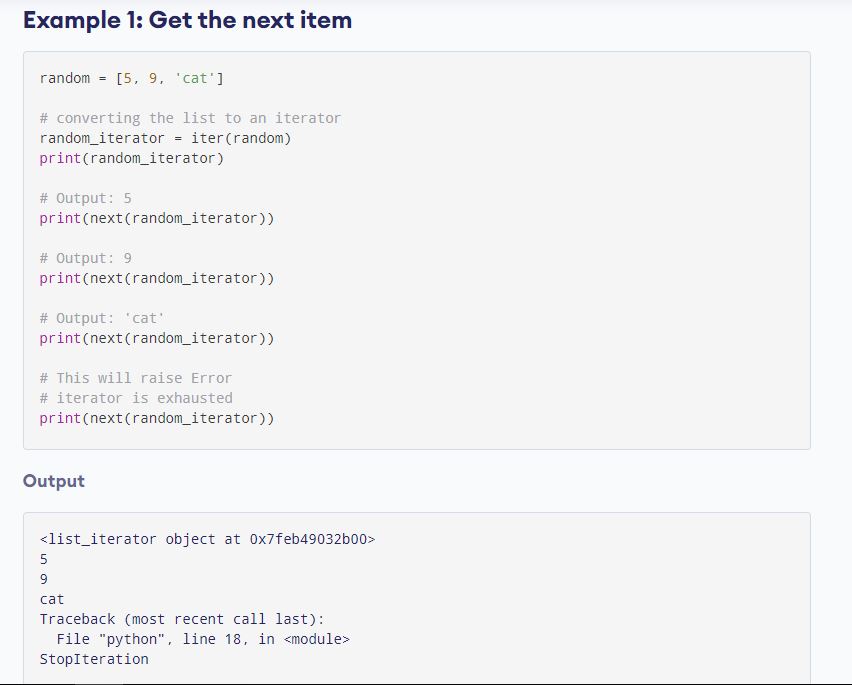 Example 1: Get the next item
random = [5, 9, 'cat']
# converting the list to an iterator
random_iterator = iter(random)
print(random_iterator)
# Output: 5
print(next(random_iterator))
# Output: 9
print(next(random_iterator))
# Output: 'cat'
print(next(random_iterator))
# This will raise Error
# iterator is exhausted
print(next(random_iterator))
Output
<list_iterator object at 0x7feb49032b00>
5
9
cat
Traceback (most recent call last):
  File "python", line 18, in <module>
StopIteration